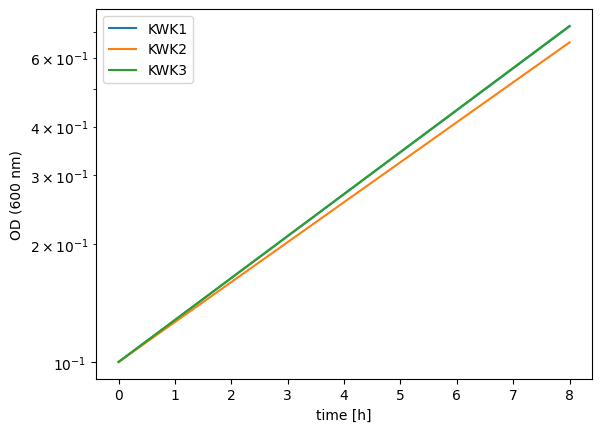 KWK1
KWK2
KWK3
6 × 10⁻¹
4 × 10⁻¹
3 × 10⁻¹
2 × 10⁻¹
10⁻¹
OD (600 nm)
0 1 2 3 4 5 6 7 8
time [h]